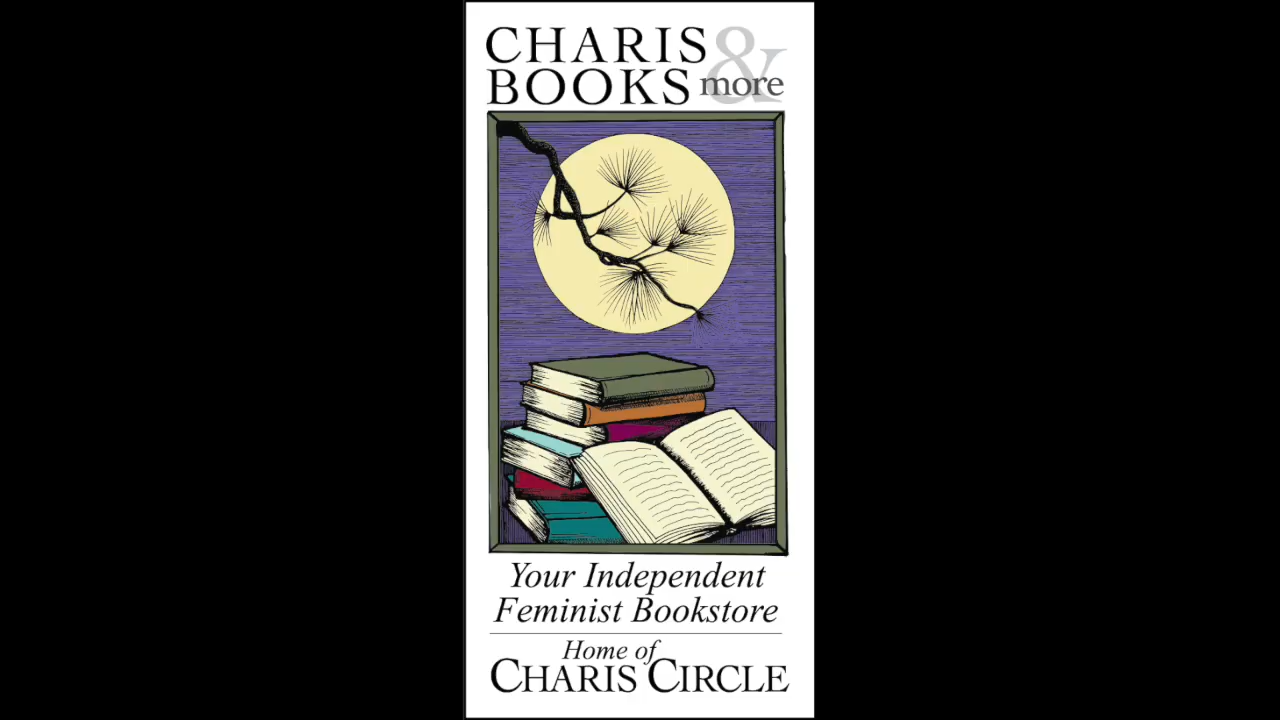 CHARIS &
BOOKS more
Your Independent
Feminist Bookstore
Home of
CHARIS CIRCLE